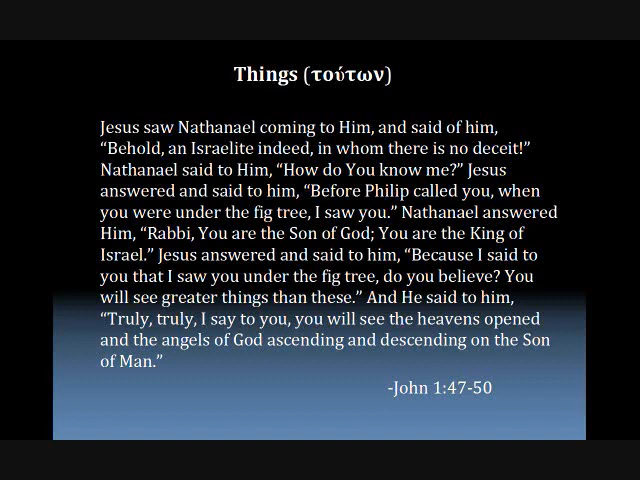 Things (τούτων)
Jesus saw Nathanael coming to Him, and said of him,
“Behold, an Israelite indeed, in whom there is no deceit!”
Nathanael said to Him, “How do You know me?” Jesus
answered and said to him, “Before Philip called you, when
you were under the fig tree, I saw you.” Nathanael answered
Him, “Rabbi, You are the Son of God; You are the King of
Israel.” Jesus answered and said to him, “Because I said to
you that I saw you under the fig tree, do you believe? You
will see greater things than these.” And He said to him,
“Truly, truly, I say to you, you will see the heavens opened
and the angels of God ascending and descending on the Son
of Man.”
-John 1:47-50